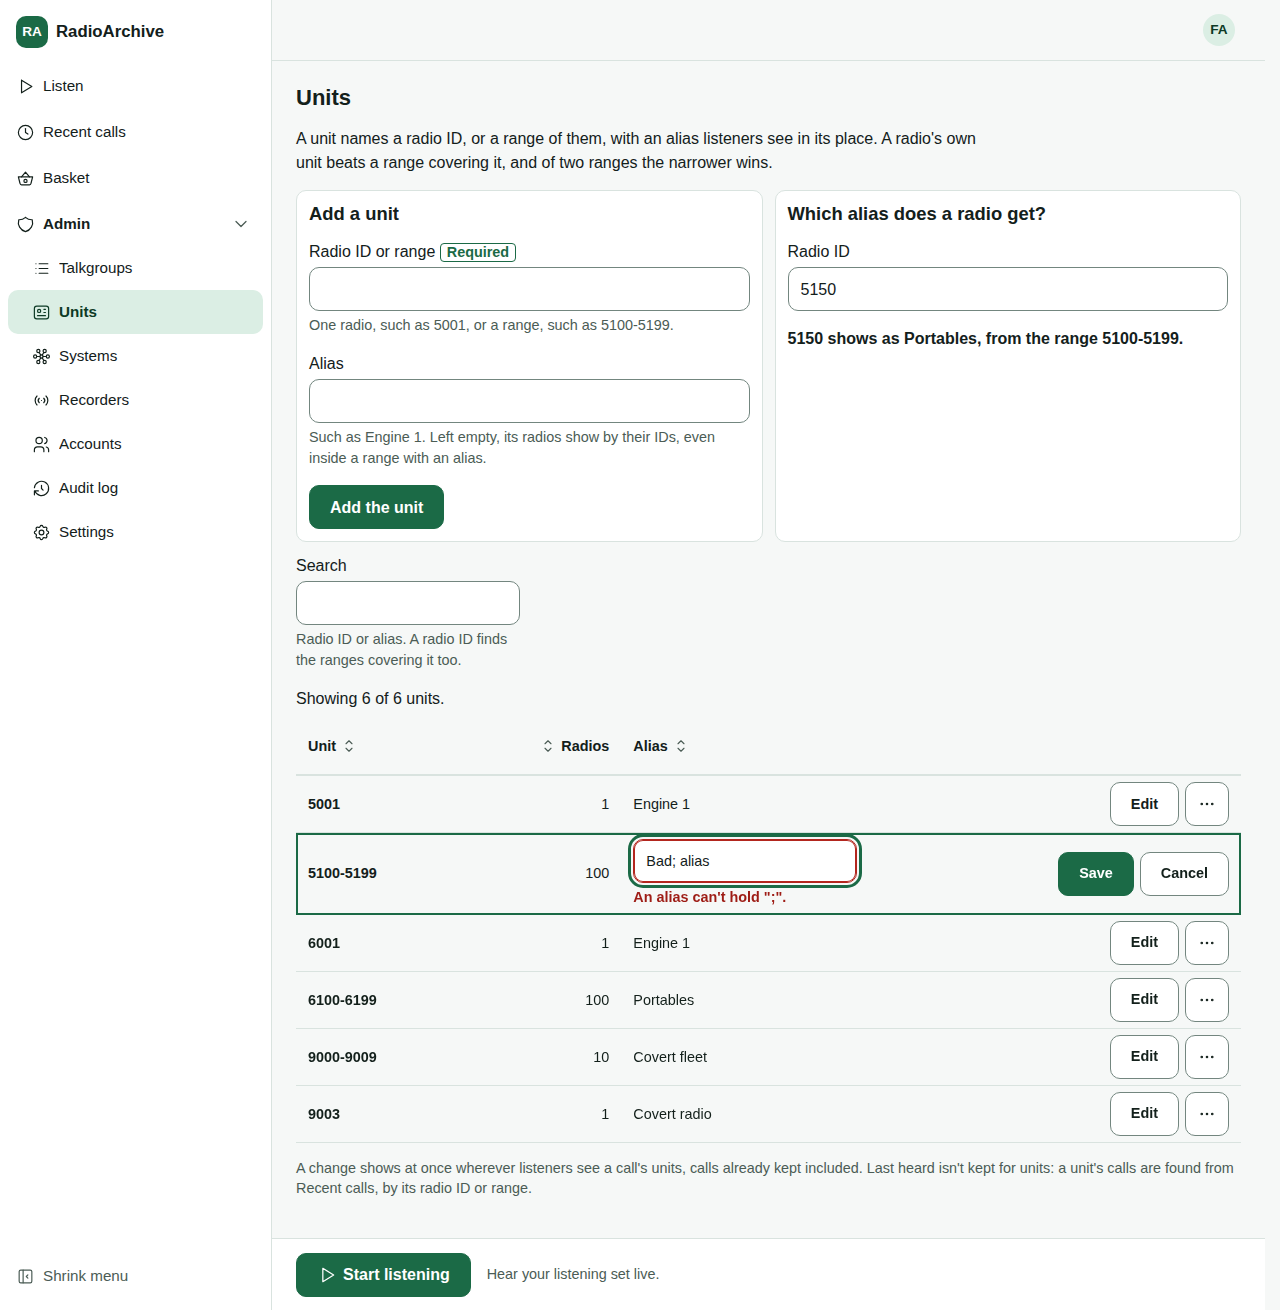 RA RadioArchive
FA
Listen
Recent calls
Basket
Admin
Talkgroups
Units
Systems
Recorders
Accounts
Audit log
Settings
Shrink menu
Units
A unit names a radio ID, or a range of them, with an alias listeners see in its place. A radio's own
unit beats a range covering it, and of two ranges the narrower wins.
Add a unit
Radio ID or range Required
One radio, such as 5001, or a range, such as 5100-5199.
Alias
Such as Engine 1. Left empty, its radios show by their IDs, even
inside a range with an alias.
Add the unit
Which alias does a radio get?
Radio ID
5150
5150 shows as Portables, from the range 5100-5199.
Search
Radio ID or alias. A radio ID finds
the ranges covering it too.
Showing 6 of 6 units.
Unit Radios Alias
5001 1 Engine 1 Edit
5100-5199 100 Bad; alias Save Cancel
An alias can't hold ";".
6001 1 Engine 1 Edit
6100-6199 100 Portables Edit
9000-9009 10 Covert fleet Edit
9003 1 Covert radio Edit
A change shows at once wherever listeners see a call's units, calls already kept included. Last heard isn't kept for units: a unit's calls are found from
Recent calls, by its radio ID or range.
Start listening Hear your listening set live.